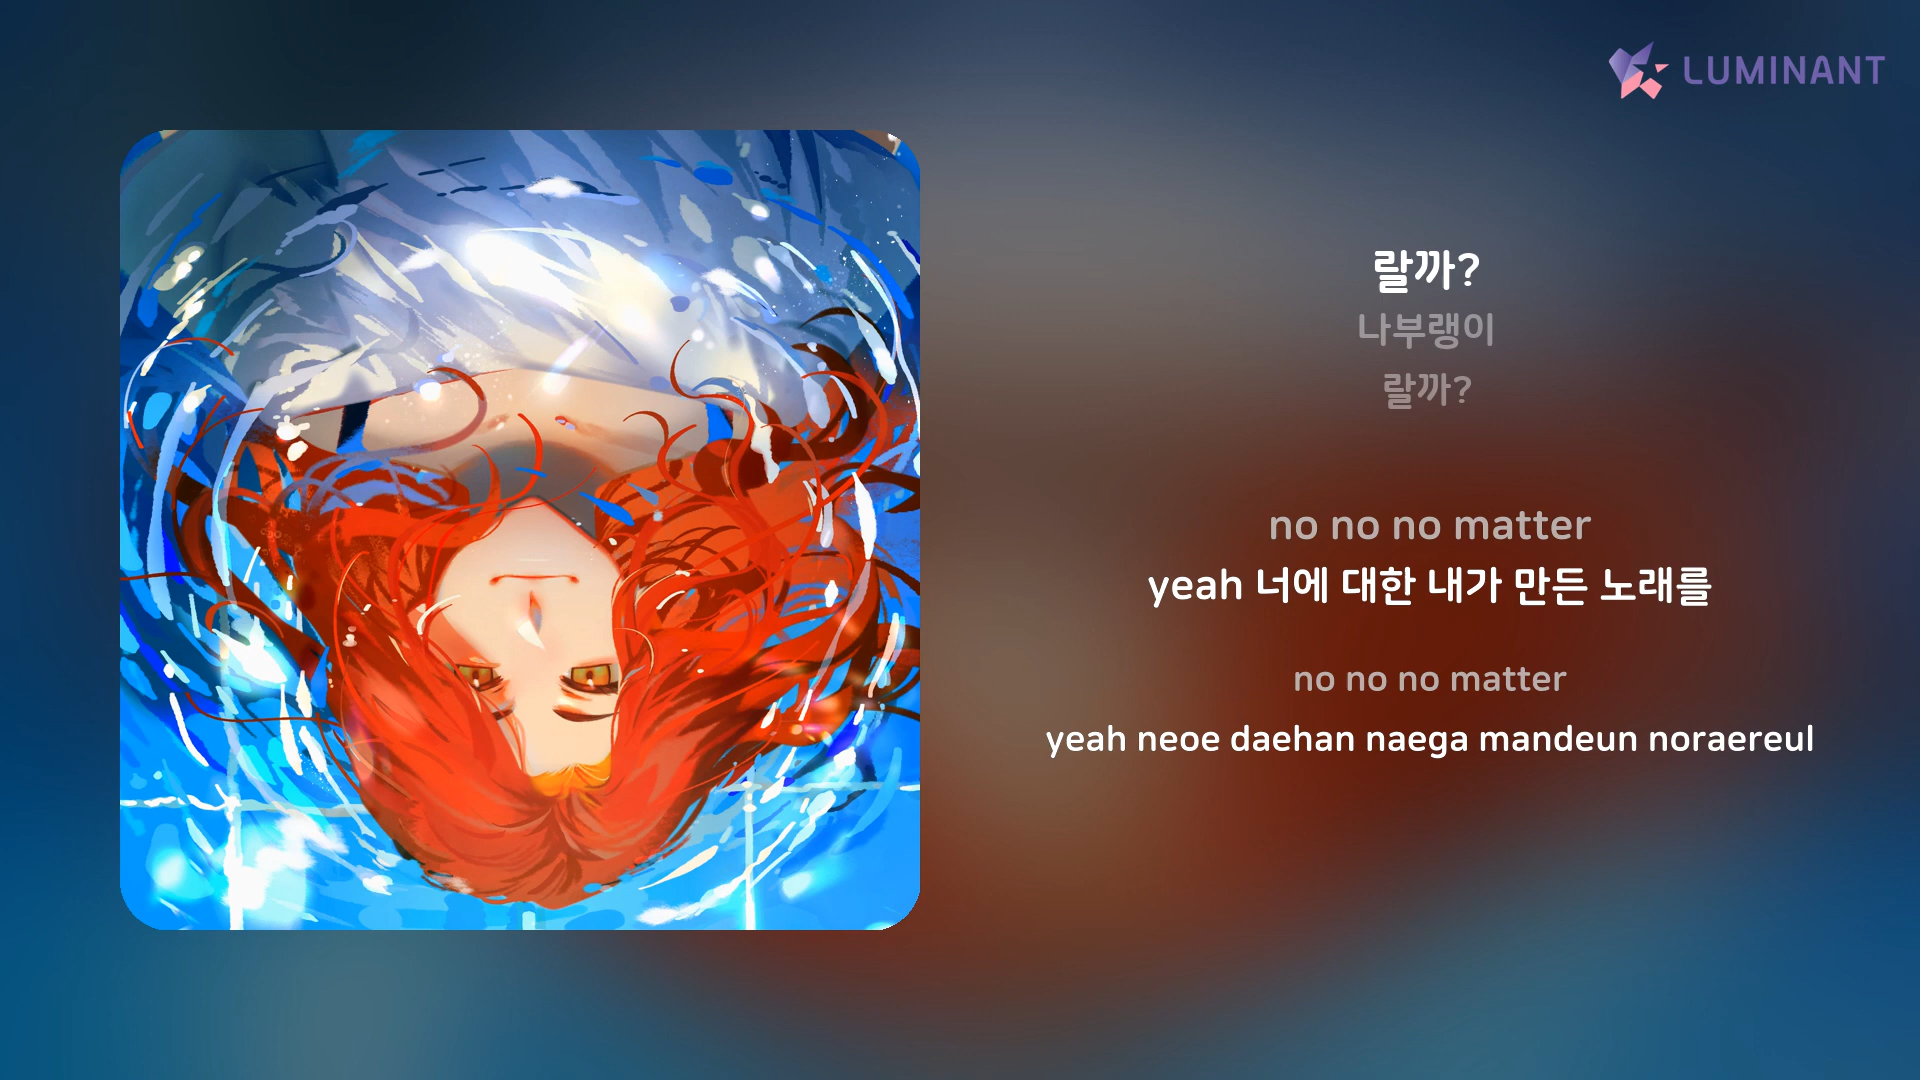 LUMINANT
랄까?
나부랭이
랄까?
no no no matter
yeah 너에 대한 내가 만든 노래를
no no no matter
yeah neoe daehan naega mandeun noraereul